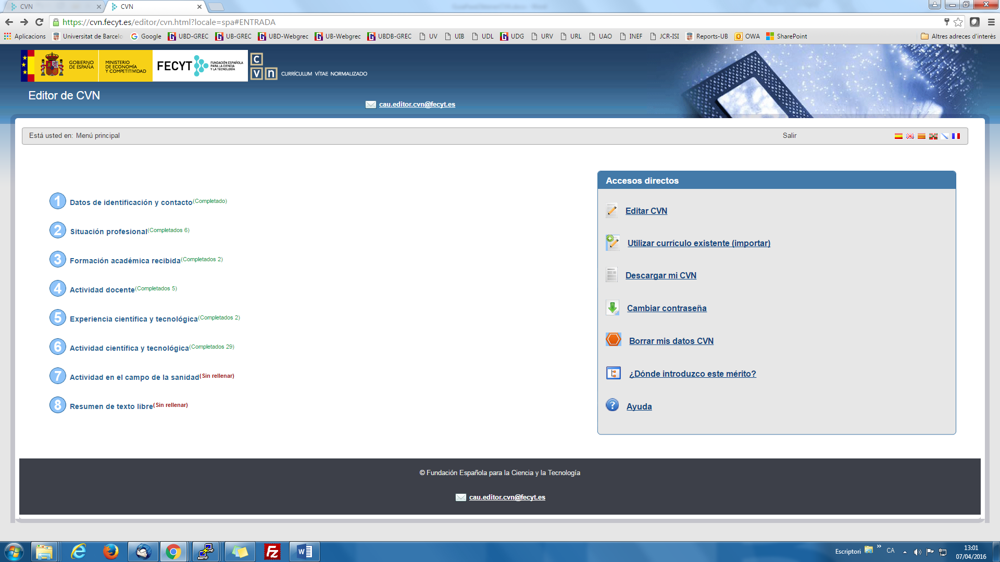 CVN
CVN
https://cvn.fecyt.es/editor/cvn.html?locale=spa#ENTRADA
Aplicacions Universitat de Barcelo Google UBD-GREC UB-GREC UBD-Webgrec UB-Webgrec UBDB-GREC UV UIB UDL UDG URV URL UAO INEF JCR-ISI Reports-UB OWA SharePoint Altres adreces d'interès
GOBIERNO
DE ESPAÑA
MINISTERIO
DE ECONOMÍA
Y COMPETITIVIDAD
FECYT
FUNDACIÓN ESPAÑOLA
PARA LA CIENCIA
Y LA TECNOLOGÍA
C
v n
CURRÍCULUM VÍTAE NORMALIZADO
Editor de CVN
cau.editor.cvn@fecyt.es
Está usted en: Menú principal
Salir
1 Datos de identificación y contacto(Completado)
2 Situación profesional(Completados 6)
3 Formación académica recibida(Completados 2)
4 Actividad docente(Completados 5)
5 Experiencia científica y tecnológica(Completados 2)
6 Actividad científica y tecnológica(Completados 29)
7 Actividad en el campo de la sanidad(Sin rellenar)
8 Resumen de texto libre(Sin rellenar)
Accesos directos
Editar CVN
Utilizar currículo existente (importar)
Descargar mi CVN
Cambiar contraseña
Borrar mis datos CVN
¿Dónde introduzco este mérito?
Ayuda
© Fundación Española para la Ciencia y la Tecnología
cau.editor.cvn@fecyt.es
Escriptori
CA
13:01
07/04/2016